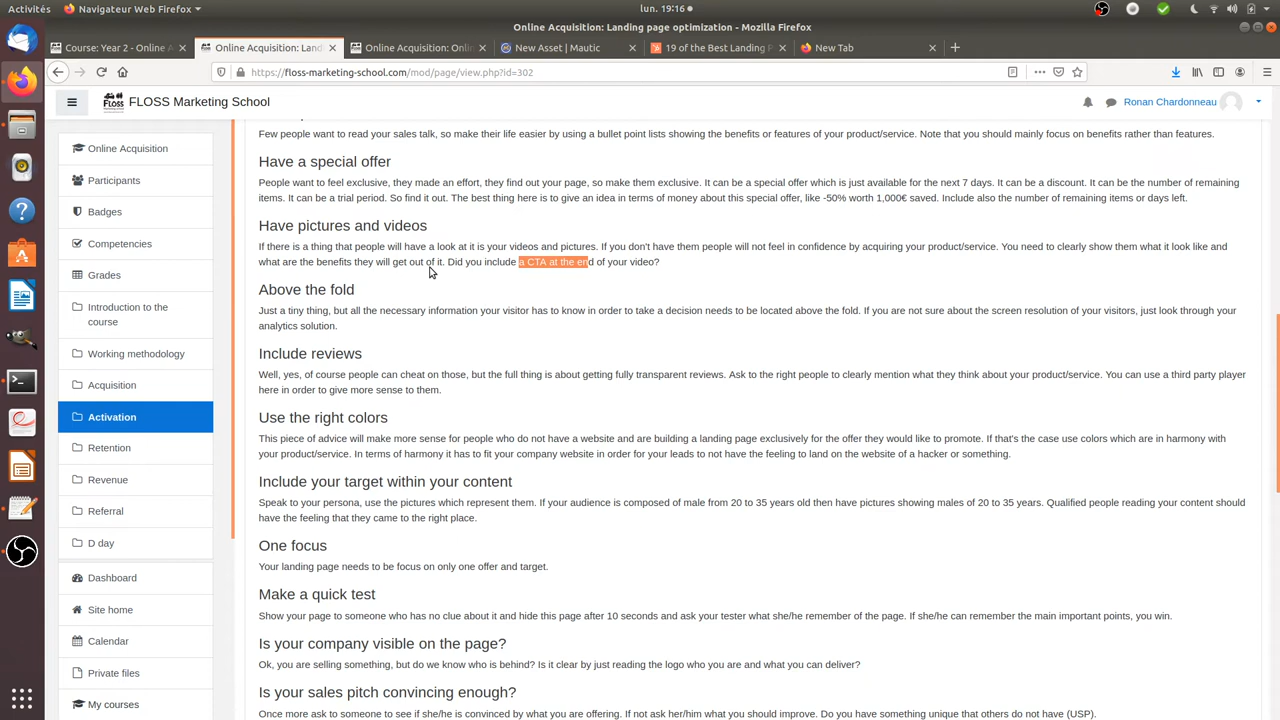 Activités
Navigateur Web Firefox
lun. 19:16
Online Acquisition: Landing page optimization - Mozilla Firefox
Course: Year 2 - Online A
Online Acquisition: Land
Online Acquisition: Onli
New Asset | Mautic
19 of the Best Landing P
New Tab
https://floss-marketing-school.com/mod/page/view.php?id=302
Floss
FLOSS Marketing School
Ronan Chardonneau
Online Acquisition
Participants
Badges
Competencies
Grades
Introduction to the
course
Working methodology
Acquisition
Activation
Retention
Revenue
Referral
D day
Dashboard
Site home
Calendar
Private files
My courses
Few people want to read your sales talk, so make their life easier by using a bullet point lists showing the benefits or features of your product/service. Note that you should mainly focus on benefits rather than features.
Have a special offer
People want to feel exclusive, they made an effort, they find out your page, so make them exclusive. It can be a special offer which is just available for the next 7 days. It can be a discount. It can be the number of remaining
items. It can be a trial period. So find it out. The best thing here is to give an idea in terms of money about this special offer, like -50% worth 1,000€ saved. Include also the number of remaining items or days left.
Have pictures and videos
If there is a thing that people will have a look at it is your videos and pictures. If you don't have them people will not feel in confidence by acquiring your product/service. You need to clearly show them what it look like and
what are the benefits they will get out of it. Did you include a CTA at the end of your video?
Above the fold
Just a tiny thing, but all the necessary information your visitor has to know in order to take a decision needs to be located above the fold. If you are not sure about the screen resolution of your visitors, just look through your
analytics solution.
Include reviews
Well, yes, of course people can cheat on those, but the full thing is about getting fully transparent reviews. Ask to the right people to clearly mention what they think about your product/service. You can use a third party player
here in order to give more sense to them.
Use the right colors
This piece of advice will make more sense for people who do not have a website and are building a landing page exclusively for the offer they would like to promote. If that's the case use colors which are in harmony with
your product/service. In terms of harmony it has to fit your company website in order for your leads to not have the feeling to land on the website of a hacker or something.
Include your target within your content
Speak to your persona, use the pictures which represent them. If your audience is composed of male from 20 to 35 years old then have pictures showing males of 20 to 35 years. Qualified people reading your content should
have the feeling that they came to the right place.
One focus
Your landing page needs to be focus on only one offer and target.
Make a quick test
Show your page to someone who has no clue about it and hide this page after 10 seconds and ask your tester what she/he remember of the page. If she/he can remember the main important points, you win.
Is your company visible on the page?
Ok, you are selling something, but do we know who is behind? Is it clear by just reading the logo who you are and what you can deliver?
Is your sales pitch convincing enough?
Once more ask to someone to see if she/he is convinced by what you are offering. If not ask her/him what you should improve. Do you have something unique that others do not have (USP).